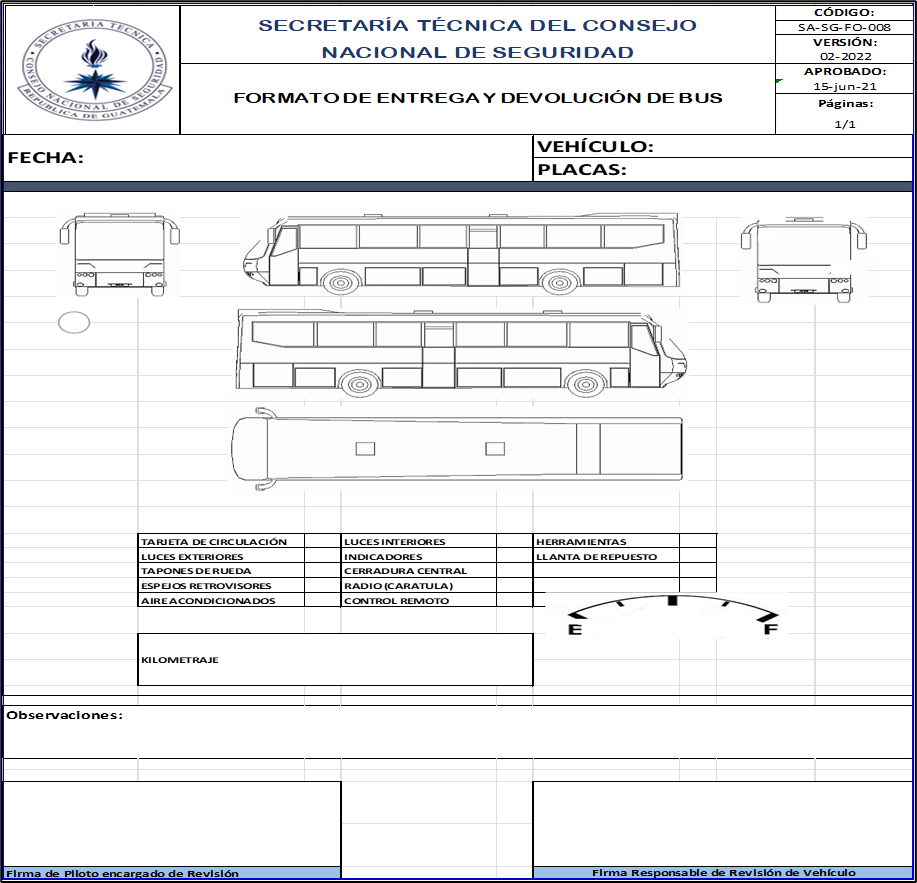 SECRETARÍA TÉCNICA
CONSEJO NACIONAL DE SEGURIDAD
REPÚBLICA DE GUATEMALA
SECRETARÍA TÉCNICA DEL CONSEJO
NACIONAL DE SEGURIDAD
FORMATO DE ENTREGA Y DEVOLUCIÓN DE BUS
CÓDIGO:
SA-SG-FO-008
VERSIÓN:
02-2022
APROBADO:
15-jun-21
Páginas:
1/1
FECHA:
VEHÍCULO:
PLACAS:
TARJETA DE CIRCULACIÓN LUCES INTERIORES HERRAMIENTAS
LUCES EXTERIORES INDICADORES LLANTA DE REPUESTO
TAPONES DE RUEDA CERRADURA CENTRAL
ESPEJOS RETROVISORES RADIO (CARATULA)
AIRE ACONDICIONADOS CONTROL REMOTO
E F
KILOMETRAJE
Observaciones:
Firma de Piloto encargado de Revisión Firma Responsable de Revisión de Vehículo